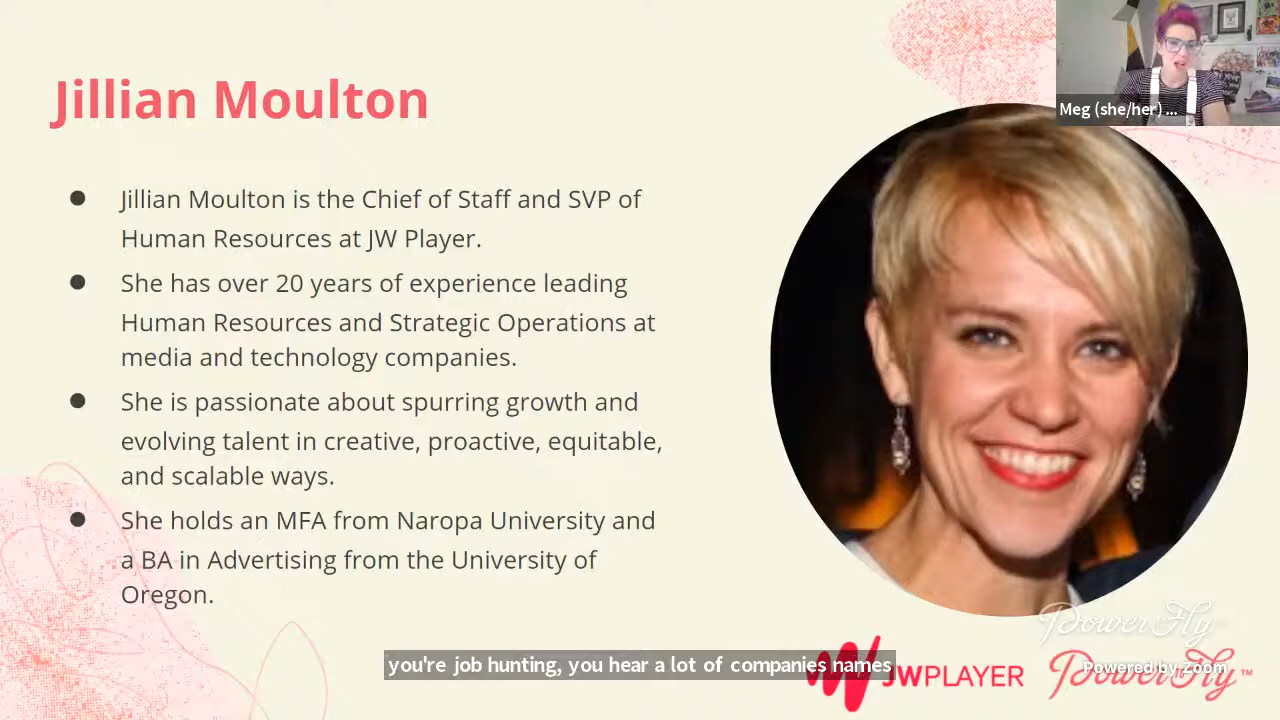 Jillian Moulton
Meg (she/her) ...
Jillian Moulton is the Chief of Staff and SVP of
Human Resources at JW Player.
She has over 20 years of experience leading
Human Resources and Strategic Operations at
media and technology companies.
She is passionate about spurring growth and
evolving talent in creative, proactive, equitable,
and scalable ways.
She holds an MFA from Naropa University and
a BA in Advertising from the University of
Oregon.
PowerToFly
you're job hunting, you hear a lot of companies names
JWPLAYER
PowerToFly™
Powered by Zoom